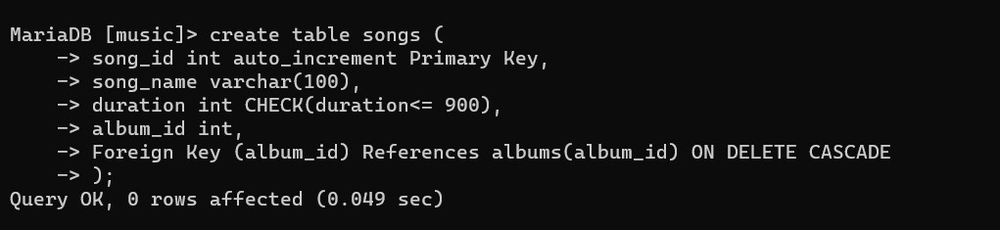 MariaDB [music]> create table songs (
    -> song_id int auto_increment Primary Key,
    -> song_name varchar(100),
    -> duration int CHECK(duration<= 900),
    -> album_id int,
    -> Foreign Key (album_id) References albums(album_id) ON DELETE CASCADE
    -> );
Query OK, 0 rows affected (0.049 sec)